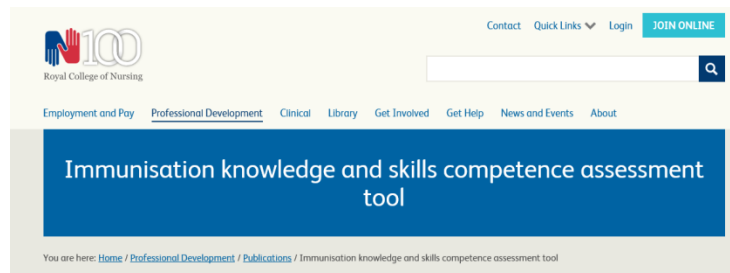 Contact Quick Links Login JOIN ONLINE
N100
Royal College of Nursing
Employment and Pay Professional Development Clinical Library Get Involved Get Help News and Events About
Immunisation knowledge and skills competence assessment
tool
You are here: Home / Professional Development / Publications / Immunisation knowledge and skills competence assessment tool